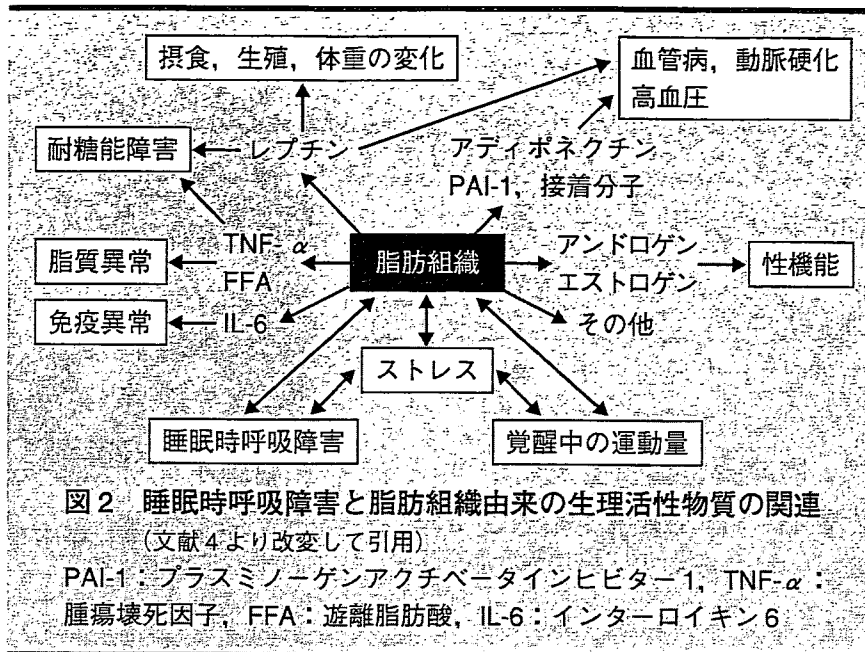 摂食，生殖，体重の変化
血管病，動脈硬化
高血圧
耐糖能障害
レプチン
アディポネクチン
PAI-1，接着分子
脂質異常
TNF-α
FFA
脂肪組織
アンドロゲン
エストロゲン
性機能
免疫異常
IL-6
その他
ストレス
睡眠時呼吸障害
覚醒中の運動量
図2 睡眠時呼吸障害と脂肪組織由来の生理活性物質の関連
（文献4より改変して引用）
PAI-1：プラスミノーゲンアクチベータインヒビター1，TNF-α：
腫瘍壊死因子，FFA：遊離脂肪酸，IL-6：インターロイキン6